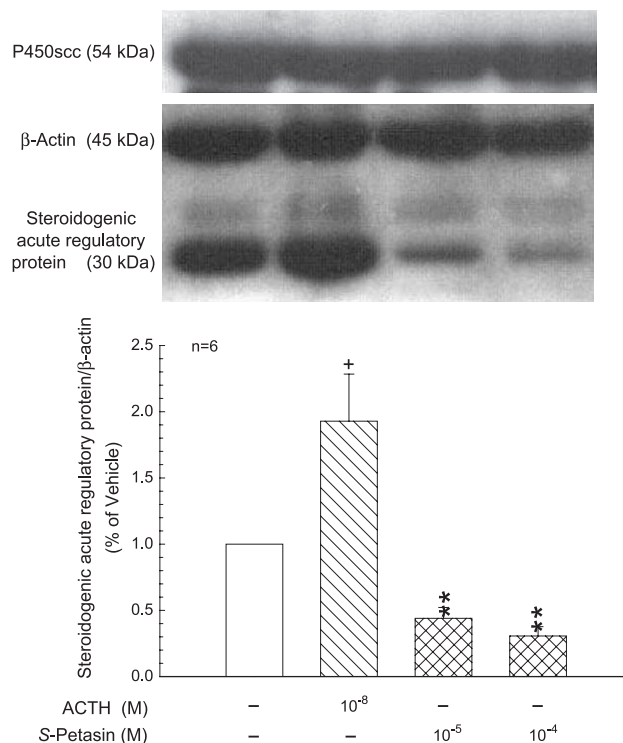 P450scc (54 kDa)
β-Actin (45 kDa)
Steroidogenic
acute regulatory
protein (30 kDa)
Steroidogenic acute regulatory protein/β-actin
(% of Vehicle)
2.5
2.0
1.5
1.0
0.5
0.0
n=6
+
**
**
ACTH (M) – 10⁻⁸ – –
S-Petasin (M) – – 10⁻⁵ 10⁻⁴